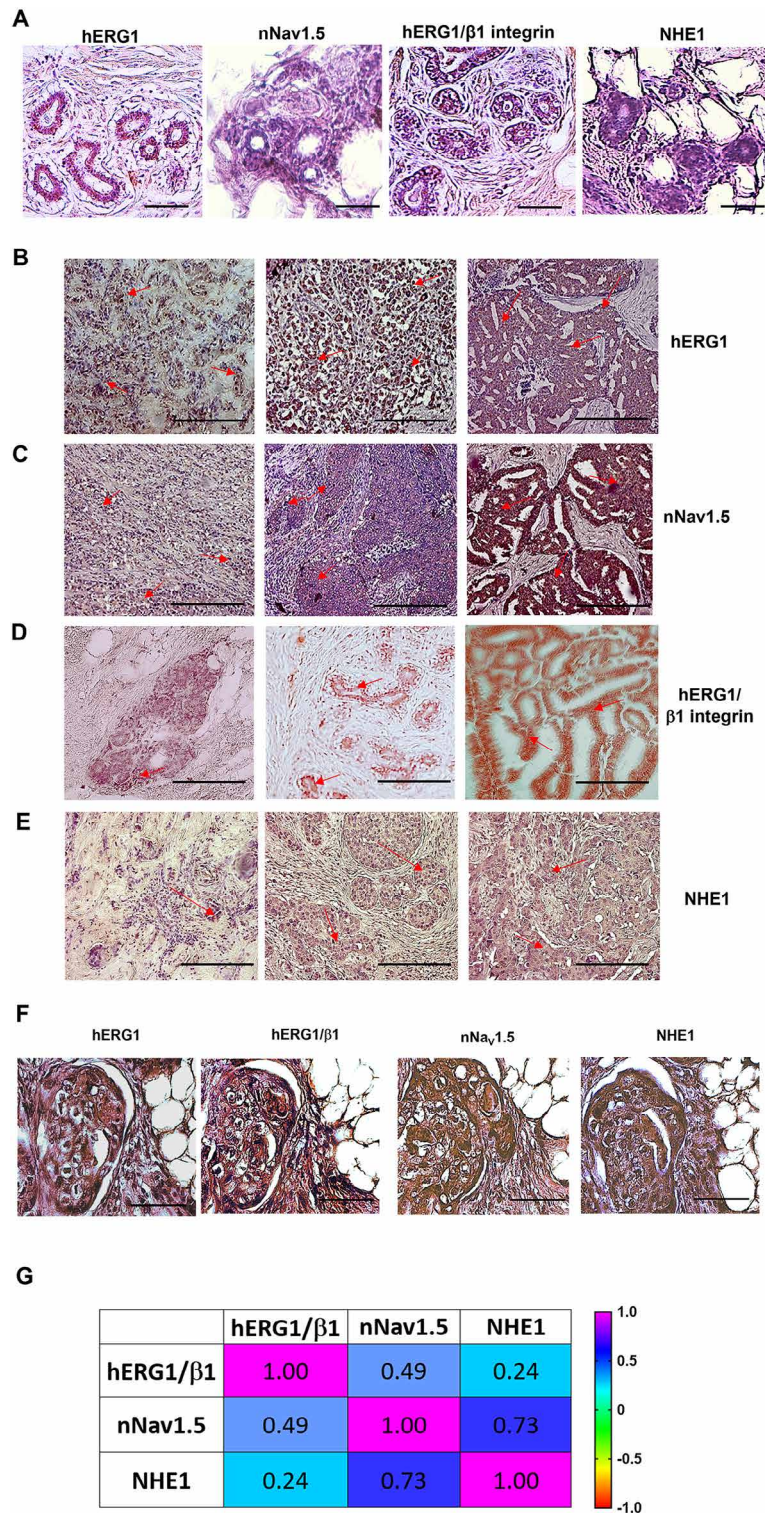 A
hERG1 nNav1.5 hERG1/β1 integrin NHE1
B
hERG1
C
nNav1.5
D
hERG1/
β1 integrin
E
NHE1
F
hERG1 hERG1/β1 nNav1.5 NHE1
G
hERG1/β1 nNav1.5 NHE1
hERG1/β1 1.00 0.49 0.24
nNav1.5 0.49 1.00 0.73
NHE1 0.24 0.73 1.00
1.0
0.5
0
-0.5
-1.0